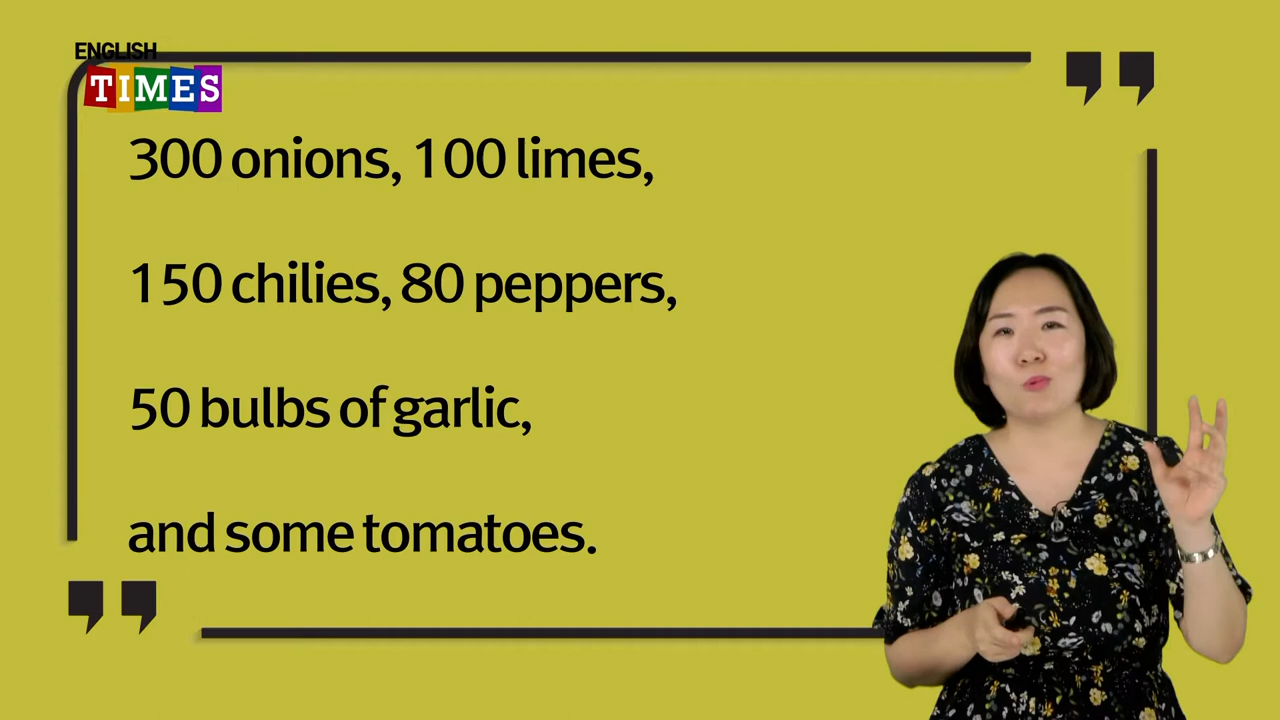 ENGLISH
TIMES
300 onions, 100 limes,
150 chilies, 80 peppers,
50 bulbs of garlic,
and some tomatoes.